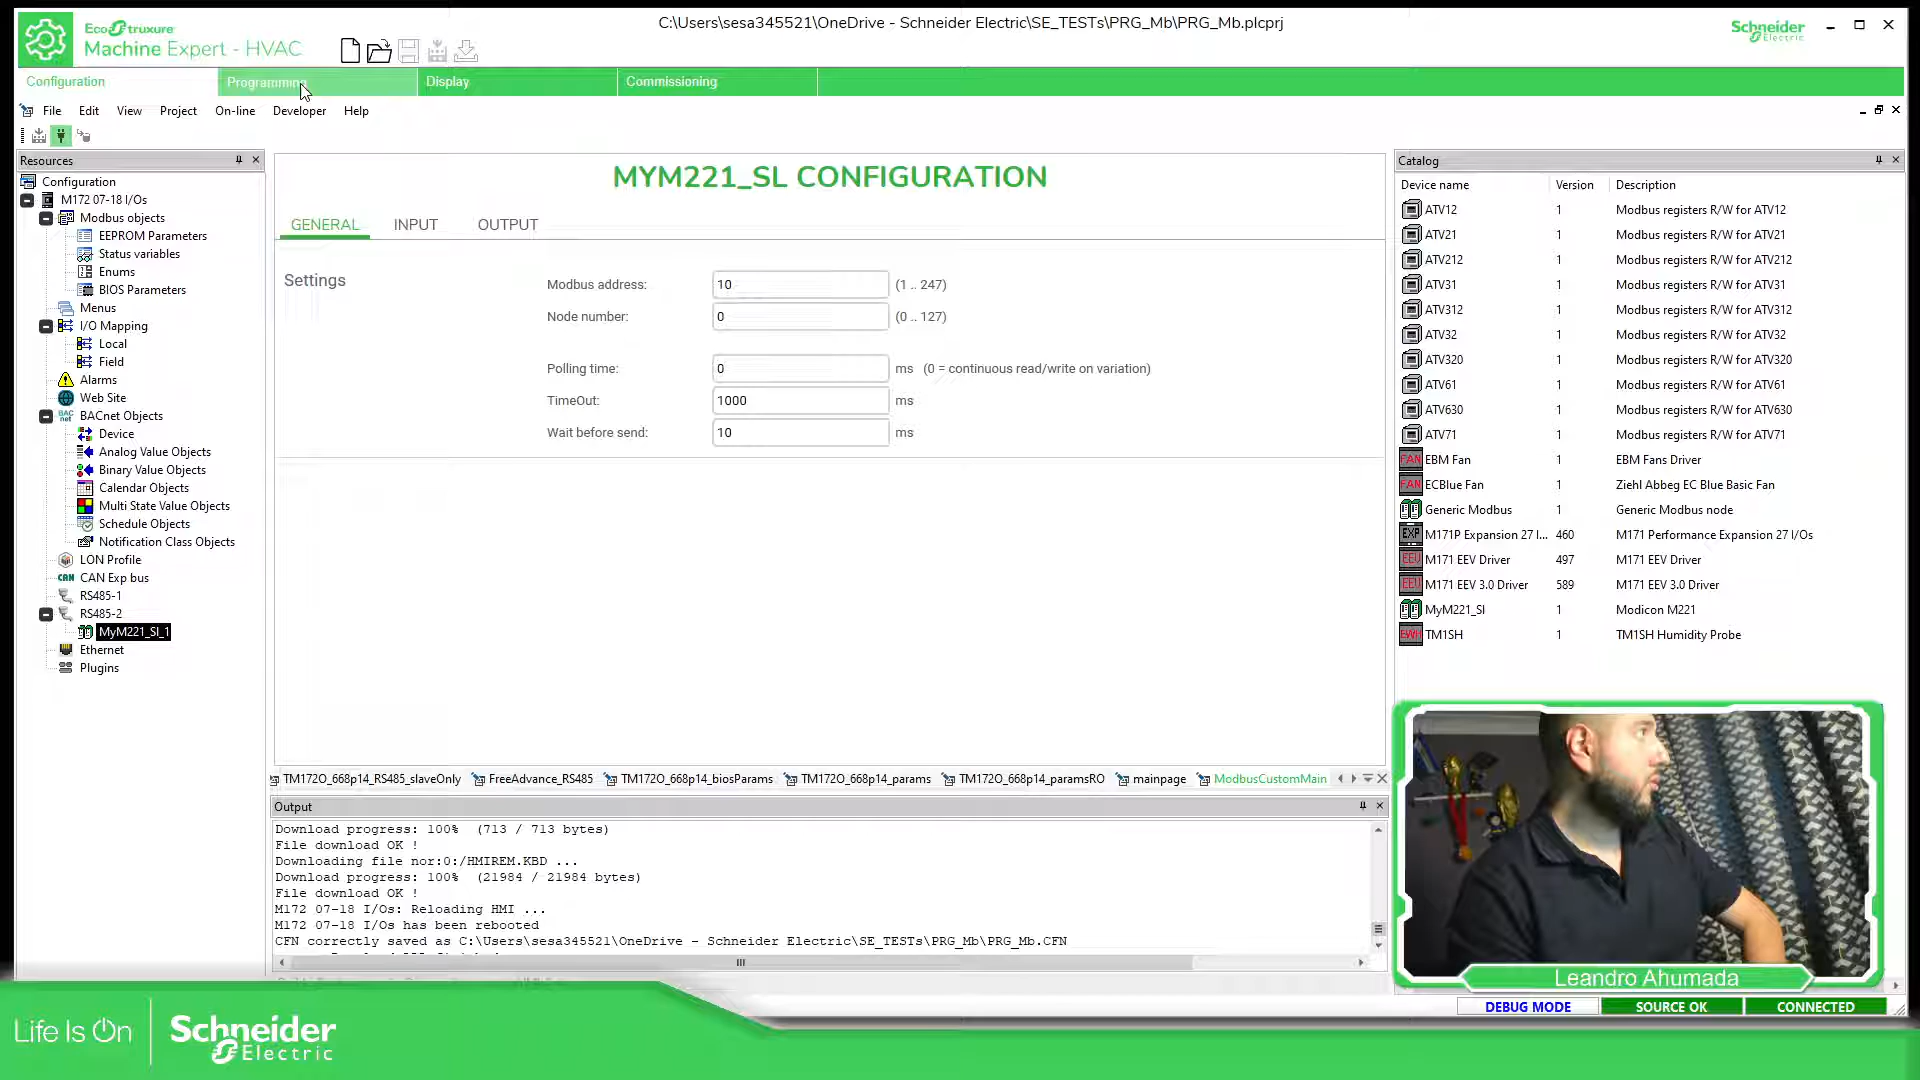 C:\Users\sesa345521\OneDrive - Schneider Electric\SE_TESTs\PRG_Mb\PRG_Mb.plcprj
EcoStruxure
Machine Expert - HVAC
Schneider
Electric
Configuration
Programming
Display
Commissioning
File
Edit
View
Project
On-line
Developer
Help
Resources
Configuration
M172 07-18 I/Os
Modbus objects
EEPROM Parameters
Status variables
Enums
BIOS Parameters
Menus
I/O Mapping
Local
Field
Alarms
Web Site
BACnet Objects
Device
Analog Value Objects
Binary Value Objects
Calendar Objects
Multi State Value Objects
Schedule Objects
Notification Class Objects
LON Profile
CAN Exp bus
RS485-1
RS485-2
MyM221_Sl_1
Ethernet
Plugins
MYM221_SL CONFIGURATION
GENERAL
INPUT
OUTPUT
Settings
Modbus address: 10 (1 .. 247)
Node number: 0 (0 .. 127)
Polling time: 0 ms (0 = continuous read/write on variation)
TimeOut: 1000 ms
Wait before send: 10 ms
TM172O_668p14_RS485_slaveOnly
FreeAdvance_RS485
TM172O_668p14_biosParams
TM172O_668p14_params
TM172O_668p14_paramsRO
mainpage
ModbusCustomMain
Output
Download progress: 100% (713 / 713 bytes)
File download OK !
Downloading file nor:0:/HMIREM.KBD ...
Download progress: 100% (21984 / 21984 bytes)
File download OK !
M172 07-18 I/Os: Reloading HMI ...
M172 07-18 I/Os has been rebooted
CFN correctly saved as C:\Users\sesa345521\OneDrive - Schneider Electric\SE_TESTs\PRG_Mb\PRG_Mb.CFN
Catalog
Device name Version Description
ATV12 1 Modbus registers R/W for ATV12
ATV21 1 Modbus registers R/W for ATV21
ATV212 1 Modbus registers R/W for ATV212
ATV31 1 Modbus registers R/W for ATV31
ATV312 1 Modbus registers R/W for ATV312
ATV32 1 Modbus registers R/W for ATV32
ATV320 1 Modbus registers R/W for ATV320
ATV61 1 Modbus registers R/W for ATV61
ATV630 1 Modbus registers R/W for ATV630
ATV71 1 Modbus registers R/W for ATV71
EBM Fan 1 EBM Fans Driver
ECBlue Fan 1 Ziehl Abbeg EC Blue Basic Fan
Generic Modbus 1 Generic Modbus node
M171P Expansion 27 I... 460 M171 Performance Expansion 27 I/Os
M171 EEV Driver 497 M171 EEV Driver
M171 EEV 3.0 Driver 589 M171 EEV 3.0 Driver
MyM221_Sl 1 Modicon M221
TM1SH 1 TM1SH Humidity Probe
Leandro Ahumada
DEBUG MODE
SOURCE OK
CONNECTED
Life Is On
Schneider
Electric